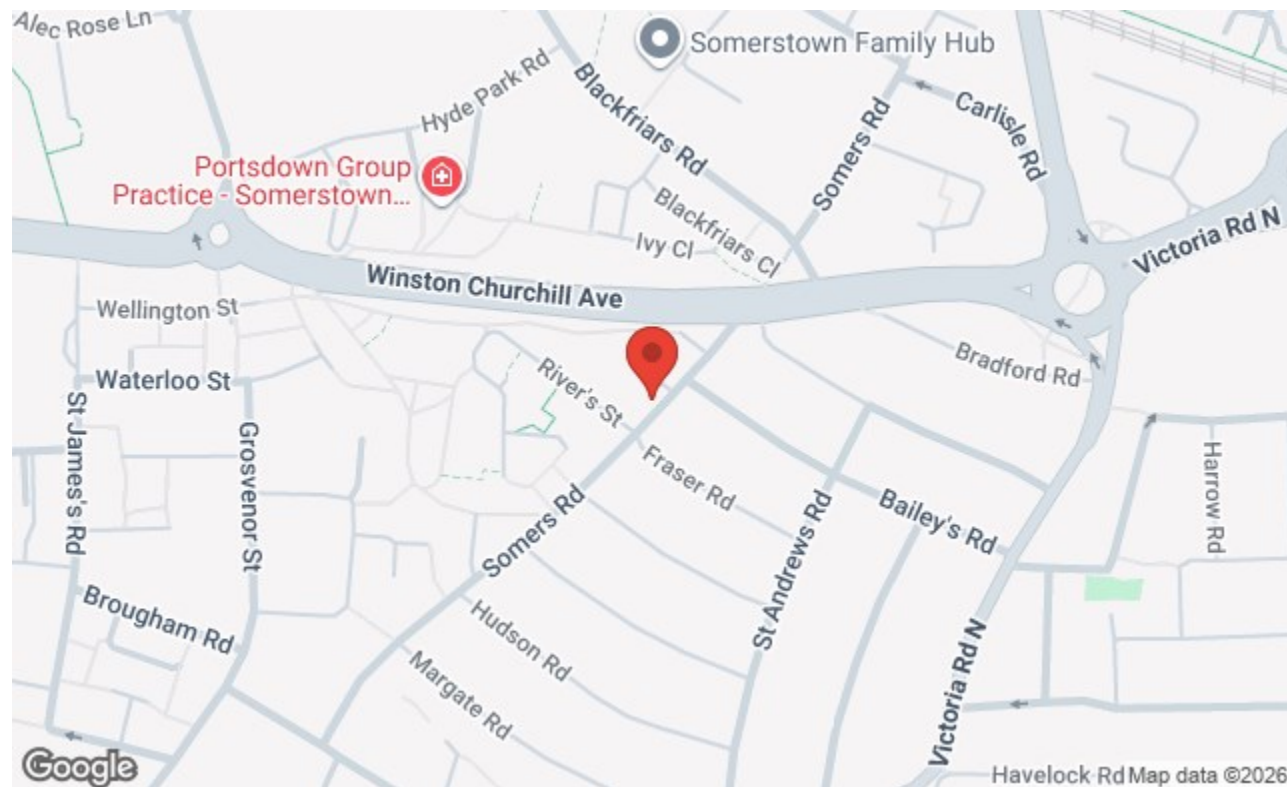 Alec Rose Ln
Somerstown Family Hub
Hyde Park Rd
Blackfriars Rd
Somers Rd
Carlisle Rd
Portsdown Group
Practice - Somerstown...
Blackfriars Cl
Ivy Cl
Victoria Rd N
Winston Churchill Ave
Wellington St
Waterloo St
River's St
Bradford Rd
St James's Rd
Grosvenor St
Fraser Rd
Bailey's Rd
Harrow Rd
Somers Rd
St Andrews Rd
Brougham Rd
Hudson Rd
Margate Rd
Victoria Rd N
Google
Havelock Rd
Map data ©2026